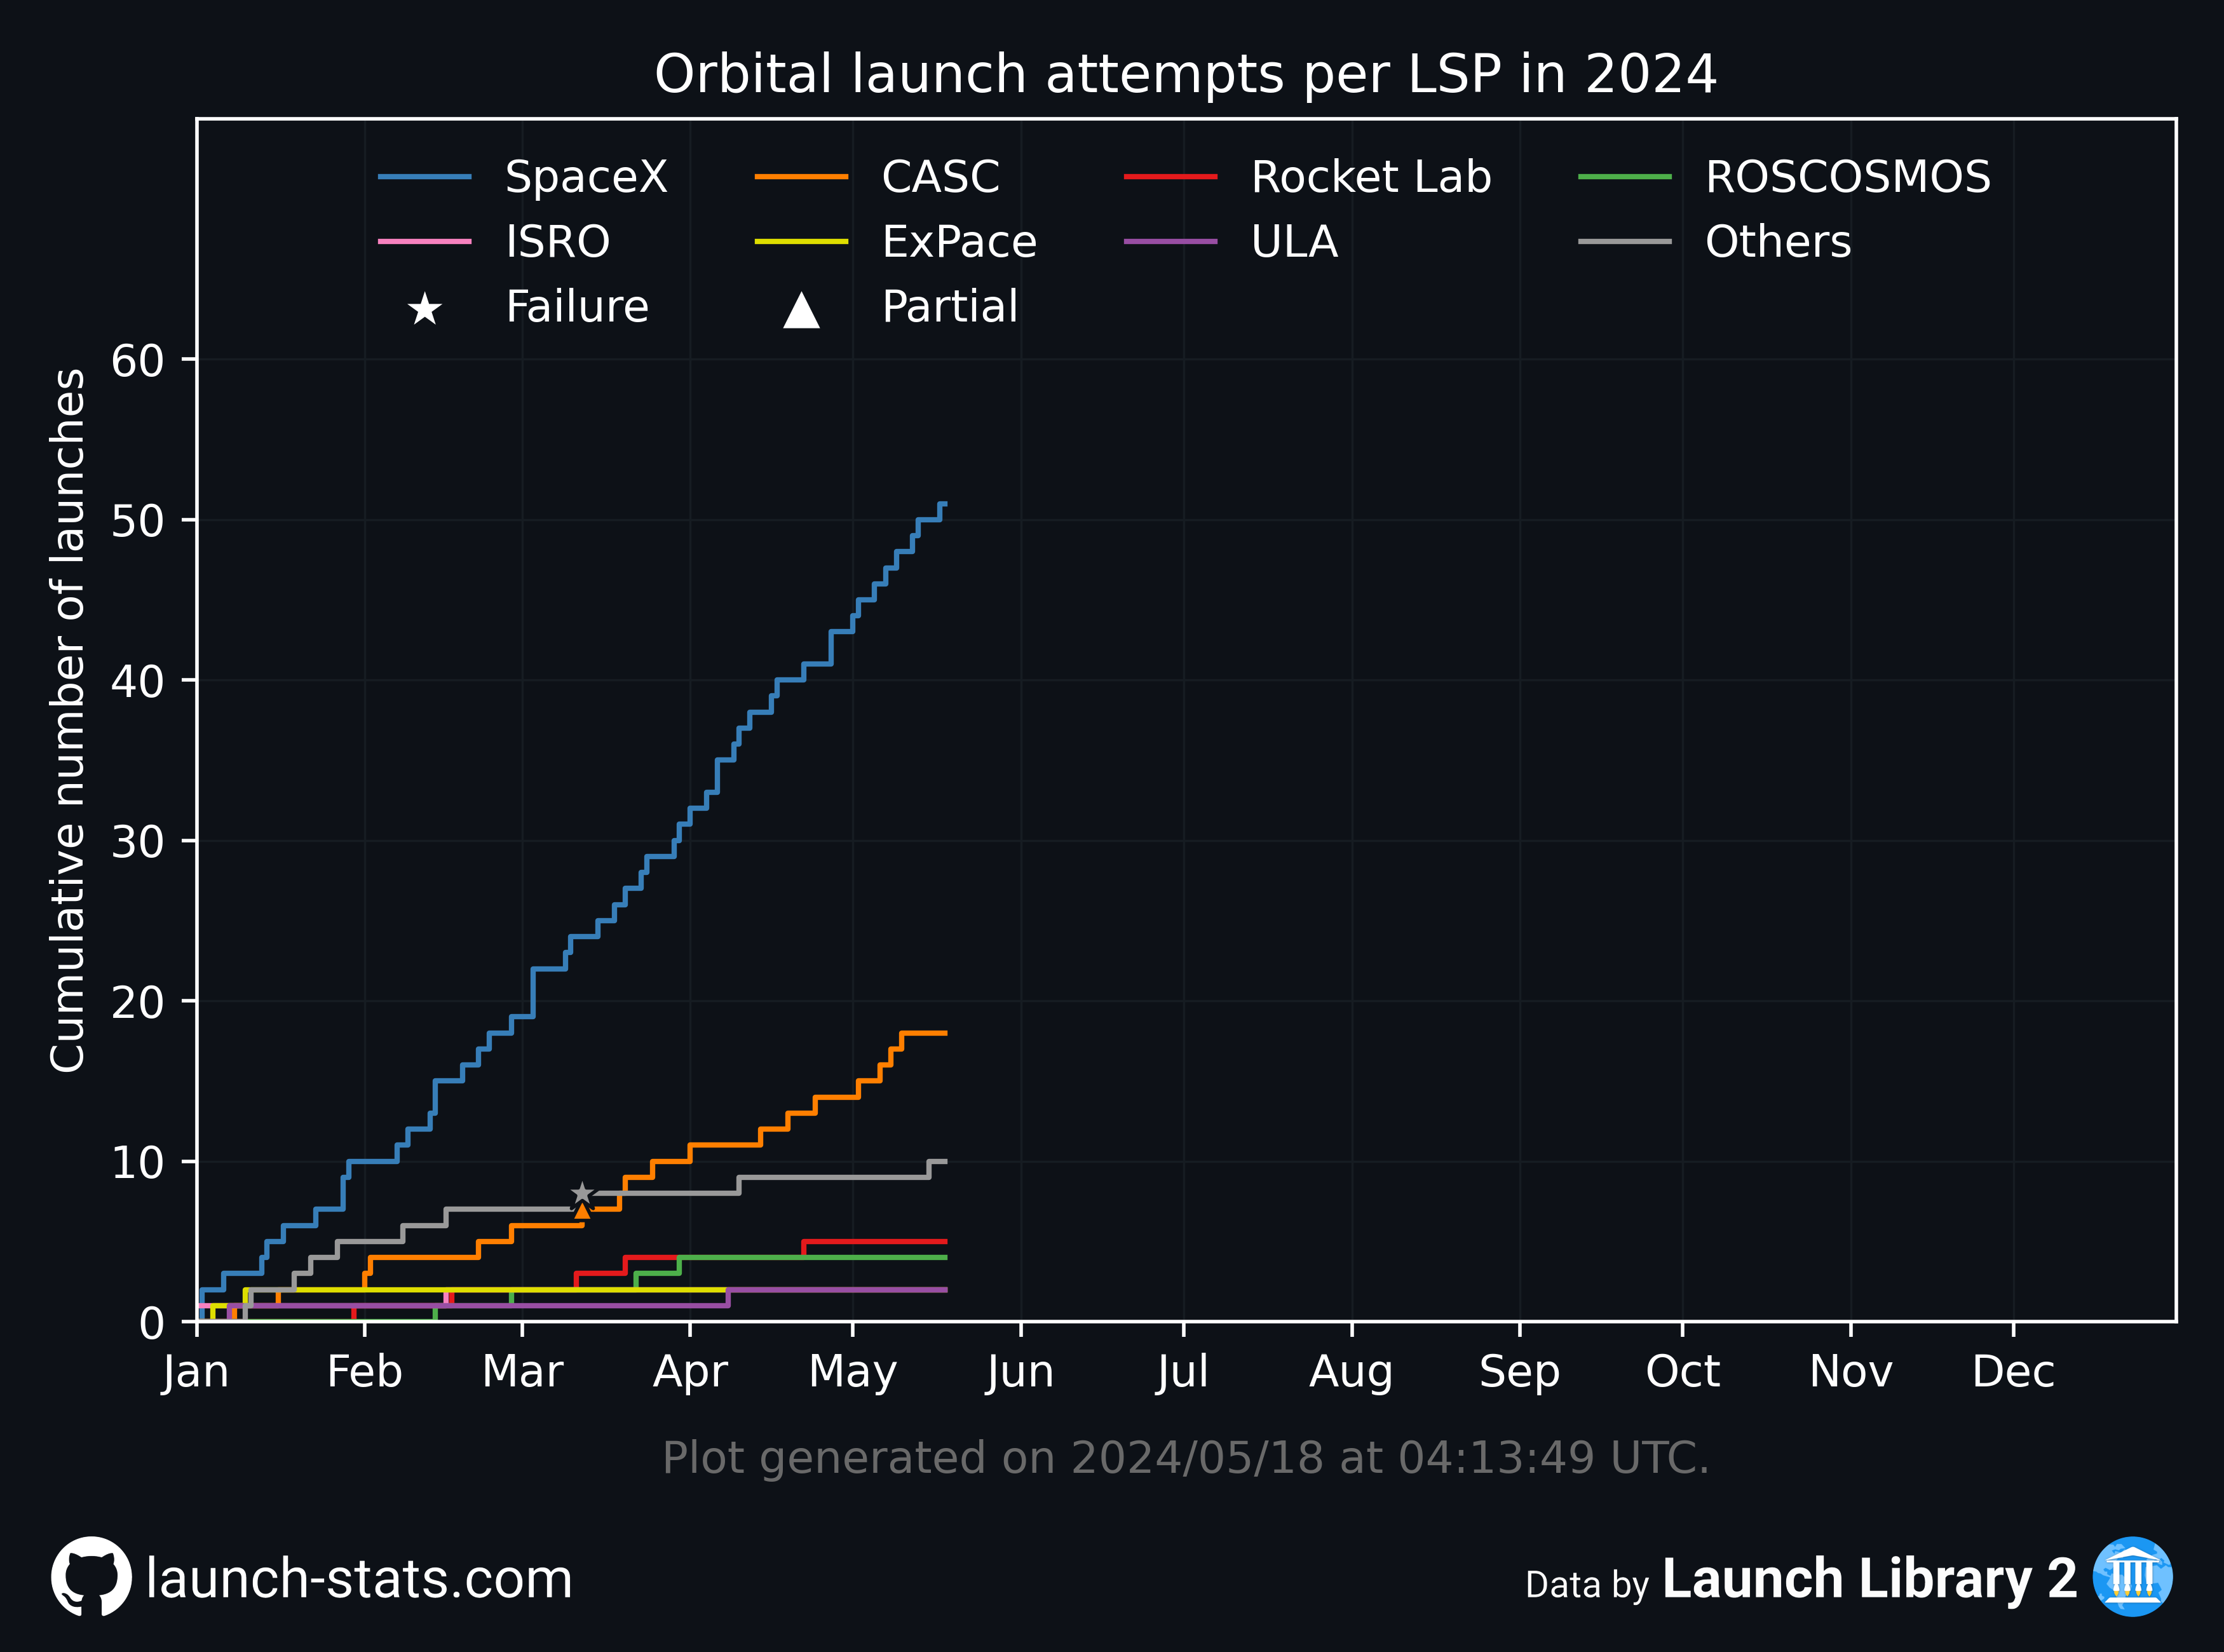 Orbital launch attempts per LSP in 2024
SpaceX CASC Rocket Lab ROSCOSMOS
ISRO ExPace ULA Others
Failure Partial
Cumulative number of launches
60
50
40
30
20
10
0
Jan Feb Mar Apr May Jun Jul Aug Sep Oct Nov Dec
Plot generated on 2024/05/18 at 04:13:49 UTC.
launch-stats.com
Data by Launch Library 2